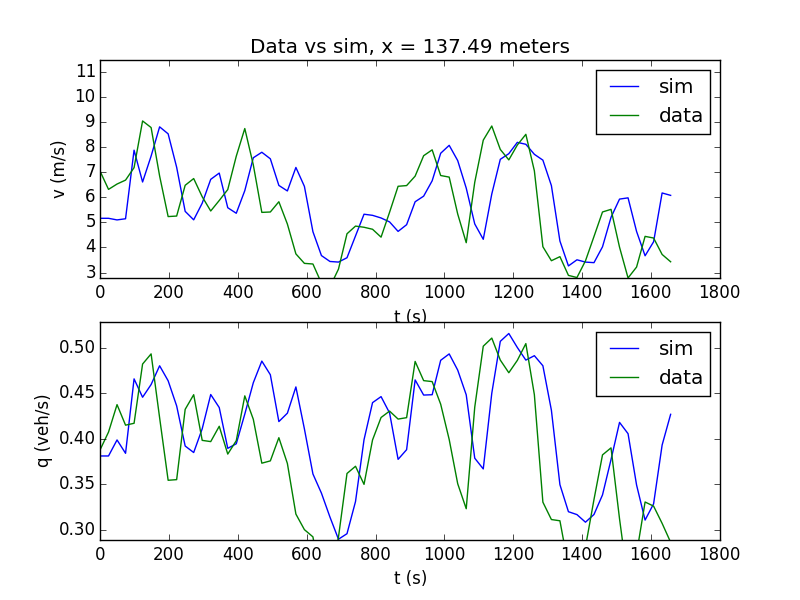 Data vs sim, x = 137.49 meters
11
10
9
8
7
6
5
4
3
v (m/s)
sim
data
0 200 400 600 800 1000 1200 1400 1600 1800
t (s)
0.50
0.45
0.40
0.35
0.30
q (veh/s)
sim
data
0 200 400 600 800 1000 1200 1400 1600 1800
t (s)